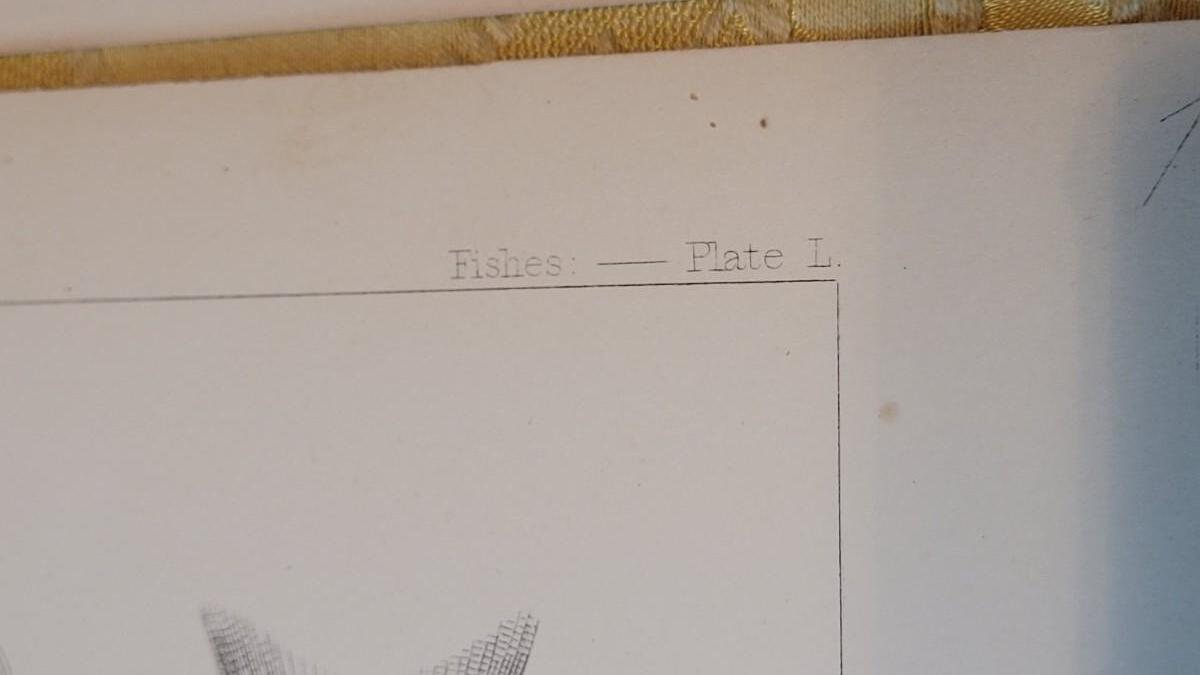 Fishes: — Plate L.